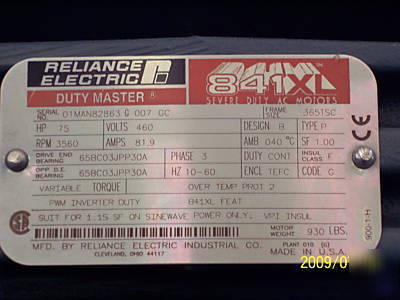 RELIANCE
ELECTRIC
DUTY MASTER ®
841XL
SEVERE DUTY AC MOTORS
SERIAL NO. 01MAN82863 G 007 GC FRAME SIZE 365TSC
HP 75 VOLTS 460 DESIGN B TYPE P
RPM 3560 AMPS 81.9 AMB 040 °C SF 1.00
DRIVE END BEARING 65BC03JPP30A PHASE 3 DUTY CONT INSUL CLASS F
OPP D.E. BEARING 65BC03JPP30A HZ 10-60 ENCL TEFC CODE G
VARIABLE TORQUE OVER TEMP PROT 2
PWM INVERTER DUTY 841XL FEAT
SUIT FOR 1.15 SF ON SINEWAVE POWER ONLY. VPI INSUL
MOTOR WEIGHT 930 LBS.
MFD. BY RELIANCE ELECTRIC INDUSTRIAL CO.
CLEVELAND, OHIO 44117
PLANT 010
MADE IN U.S.A.
900-1-H
2009/0